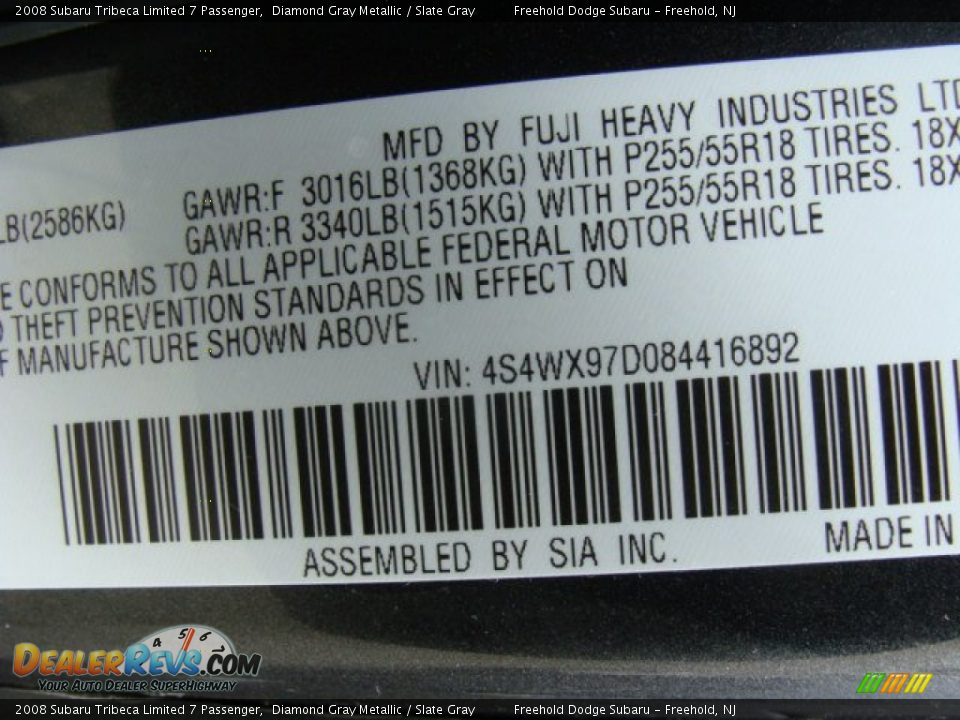 2008 Subaru Tribeca Limited 7 Passenger, Diamond Gray Metallic / Slate Gray Freehold Dodge Subaru - Freehold, NJ
MFD BY FUJI HEAVY INDUSTRIES LTD
LB(2586KG) GAWR:F 3016LB(1368KG) WITH P255/55R18 TIRES. 18X
GAWR:R 3340LB(1515KG) WITH P255/55R18 TIRES. 18X
E CONFORMS TO ALL APPLICABLE FEDERAL MOTOR VEHICLE
THEFT PREVENTION STANDARDS IN EFFECT ON
F MANUFACTURE SHOWN ABOVE.
VIN: 4S4WX97D084416892
ASSEMBLED BY SIA INC. MADE IN
4 5 6
DEALERREVS.COM
YOUR AUTO DEALER SUPERHIGHWAY
2008 Subaru Tribeca Limited 7 Passenger, Diamond Gray Metallic / Slate Gray Freehold Dodge Subaru - Freehold, NJ